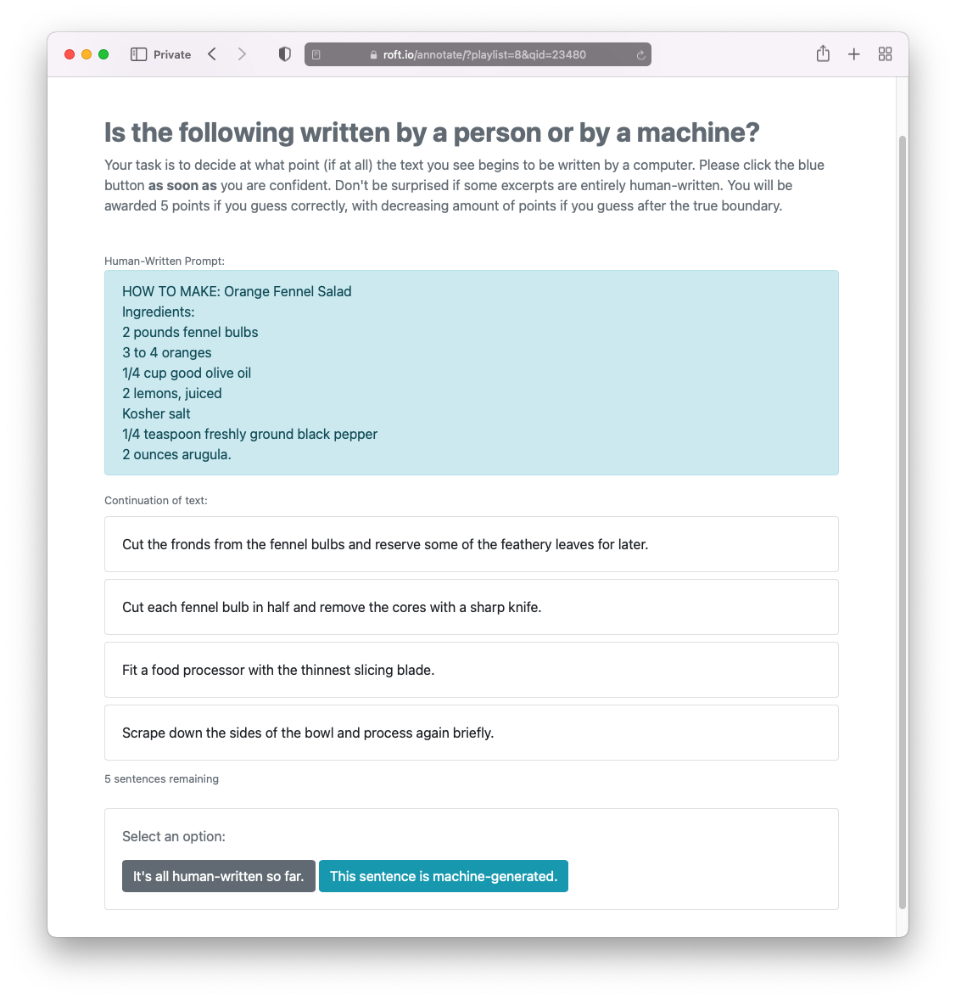 Private
roft.io/annotate/?playlist=8&qid=23480
Is the following written by a person or by a machine?
Your task is to decide at what point (if at all) the text you see begins to be written by a computer. Please click the blue
button as soon as you are confident. Don't be surprised if some excerpts are entirely human-written. You will be
awarded 5 points if you guess correctly, with decreasing amount of points if you guess after the true boundary.
Human-Written Prompt:
HOW TO MAKE: Orange Fennel Salad
Ingredients:
2 pounds fennel bulbs
3 to 4 oranges
1/4 cup good olive oil
2 lemons, juiced
Kosher salt
1/4 teaspoon freshly ground black pepper
2 ounces arugula.
Continuation of text:
Cut the fronds from the fennel bulbs and reserve some of the feathery leaves for later.
Cut each fennel bulb in half and remove the cores with a sharp knife.
Fit a food processor with the thinnest slicing blade.
Scrape down the sides of the bowl and process again briefly.
5 sentences remaining
Select an option:
It's all human-written so far.
This sentence is machine-generated.